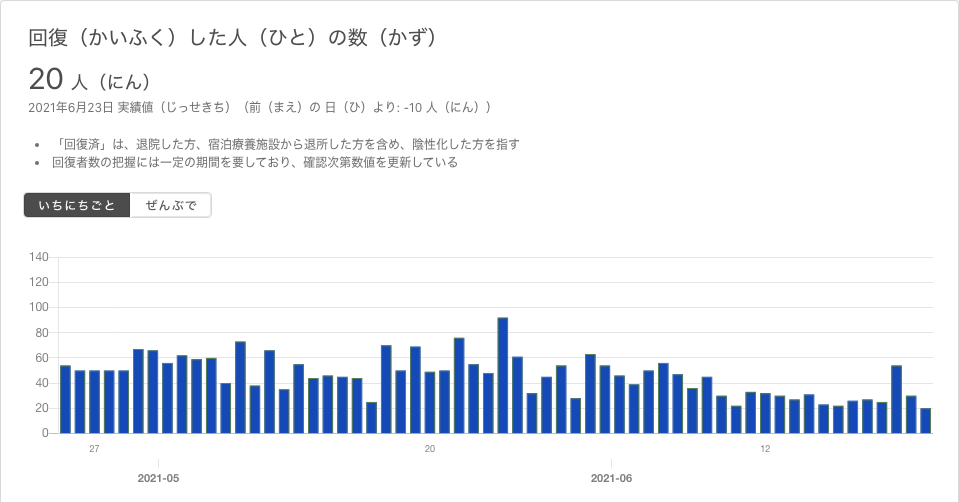 回復（かいふく）した人（ひと）の数（かず）
20 人（にん）
2021年6月23日 実績値（じっせきち）（前（まえ）の 日（ひ）より: -10 人（にん））
• 「回復済」は、退院した方、宿泊療養施設から退所した方を含め、陰性化した方を指す
• 回復者数の把握には一定の期間を要しており、確認次第数値を更新している
いちにちごと ぜんぶで
140
120
100
80
60
40
20
0
27 20 12
2021-05 2021-06